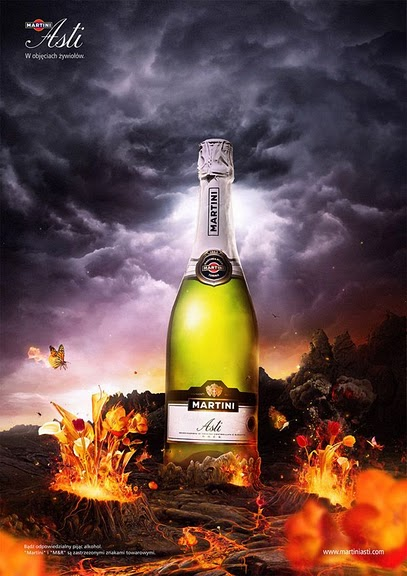 MARTINI
Asti
W objęciach żywiołów.
MARTINI
MARTINI
MARTINI
Asti
Bądź odpowiedzialny pijąc alkohol.
"Martini" i "M&R" są zastrzeżonymi znakami towarowymi.
www.martiniasti.com